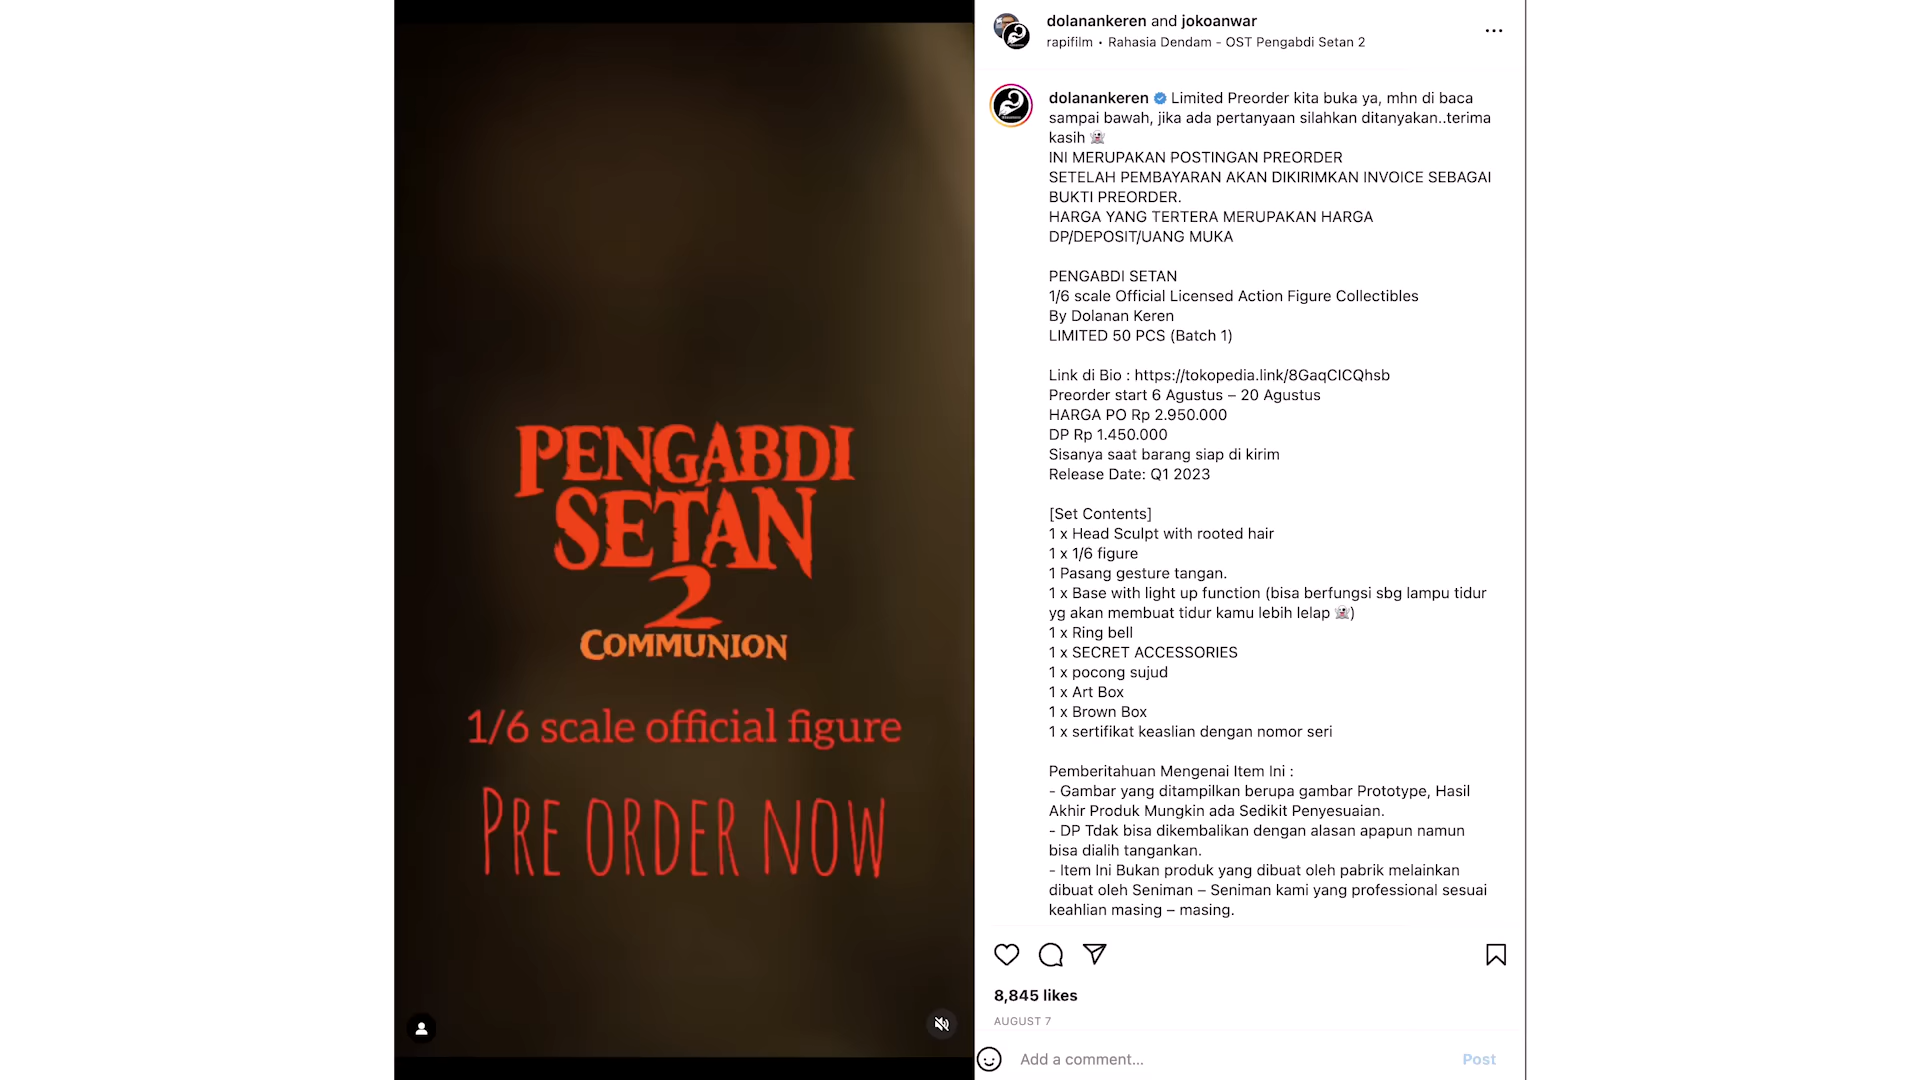 PENGABDI
SETAN
2
COMMUNION
1/6 scale official figure
PRE ORDER NOW
dolanankeren and jokoanwar
rapifilm • Rahasia Dendam - OST Pengabdi Setan 2
dolanankeren Limited Preorder kita buka ya, mhn di baca
sampai bawah, jika ada pertanyaan silahkan ditanyakan..terima
kasih 👻
INI MERUPAKAN POSTINGAN PREORDER
SETELAH PEMBAYARAN AKAN DIKIRIMKAN INVOICE SEBAGAI
BUKTI PREORDER.
HARGA YANG TERTERA MERUPAKAN HARGA
DP/DEPOSIT/UANG MUKA
PENGABDI SETAN
1/6 scale Official Licensed Action Figure Collectibles
By Dolanan Keren
LIMITED 50 PCS (Batch 1)
Link di Bio : https://tokopedia.link/8GaqCICQhsb
Preorder start 6 Agustus – 20 Agustus
HARGA PO Rp 2.950.000
DP Rp 1.450.000
Sisanya saat barang siap di kirim
Release Date: Q1 2023
[Set Contents]
1 x Head Sculpt with rooted hair
1 x 1/6 figure
1 Pasang gesture tangan.
1 x Base with light up function (bisa berfungsi sbg lampu tidur
yg akan membuat tidur kamu lebih lelap 👻)
1 x Ring bell
1 x SECRET ACCESSORIES
1 x pocong sujud
1 x Art Box
1 x Brown Box
1 x sertifikat keaslian dengan nomor seri
Pemberitahuan Mengenai Item Ini :
- Gambar yang ditampilkan berupa gambar Prototype, Hasil
Akhir Produk Mungkin ada Sedikit Penyesuaian.
- DP Tdak bisa dikembalikan dengan alasan apapun namun
bisa dialih tangankan.
- Item Ini Bukan produk yang dibuat oleh pabrik melainkan
dibuat oleh Seniman – Seniman kami yang professional sesuai
keahlian masing – masing.
8,845 likes
AUGUST 7
Add a comment...
Post